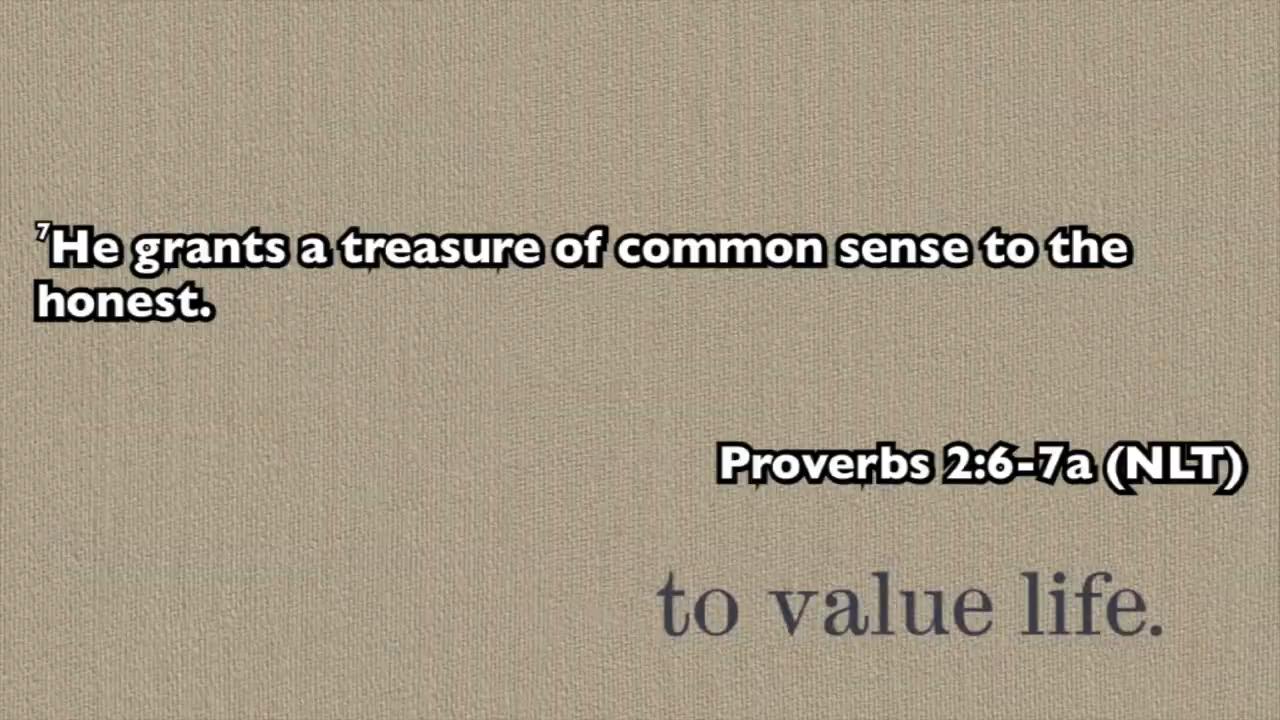 ⁷He grants a treasure of common sense to the
honest.
Proverbs 2:6-7a (NLT)
to value life.